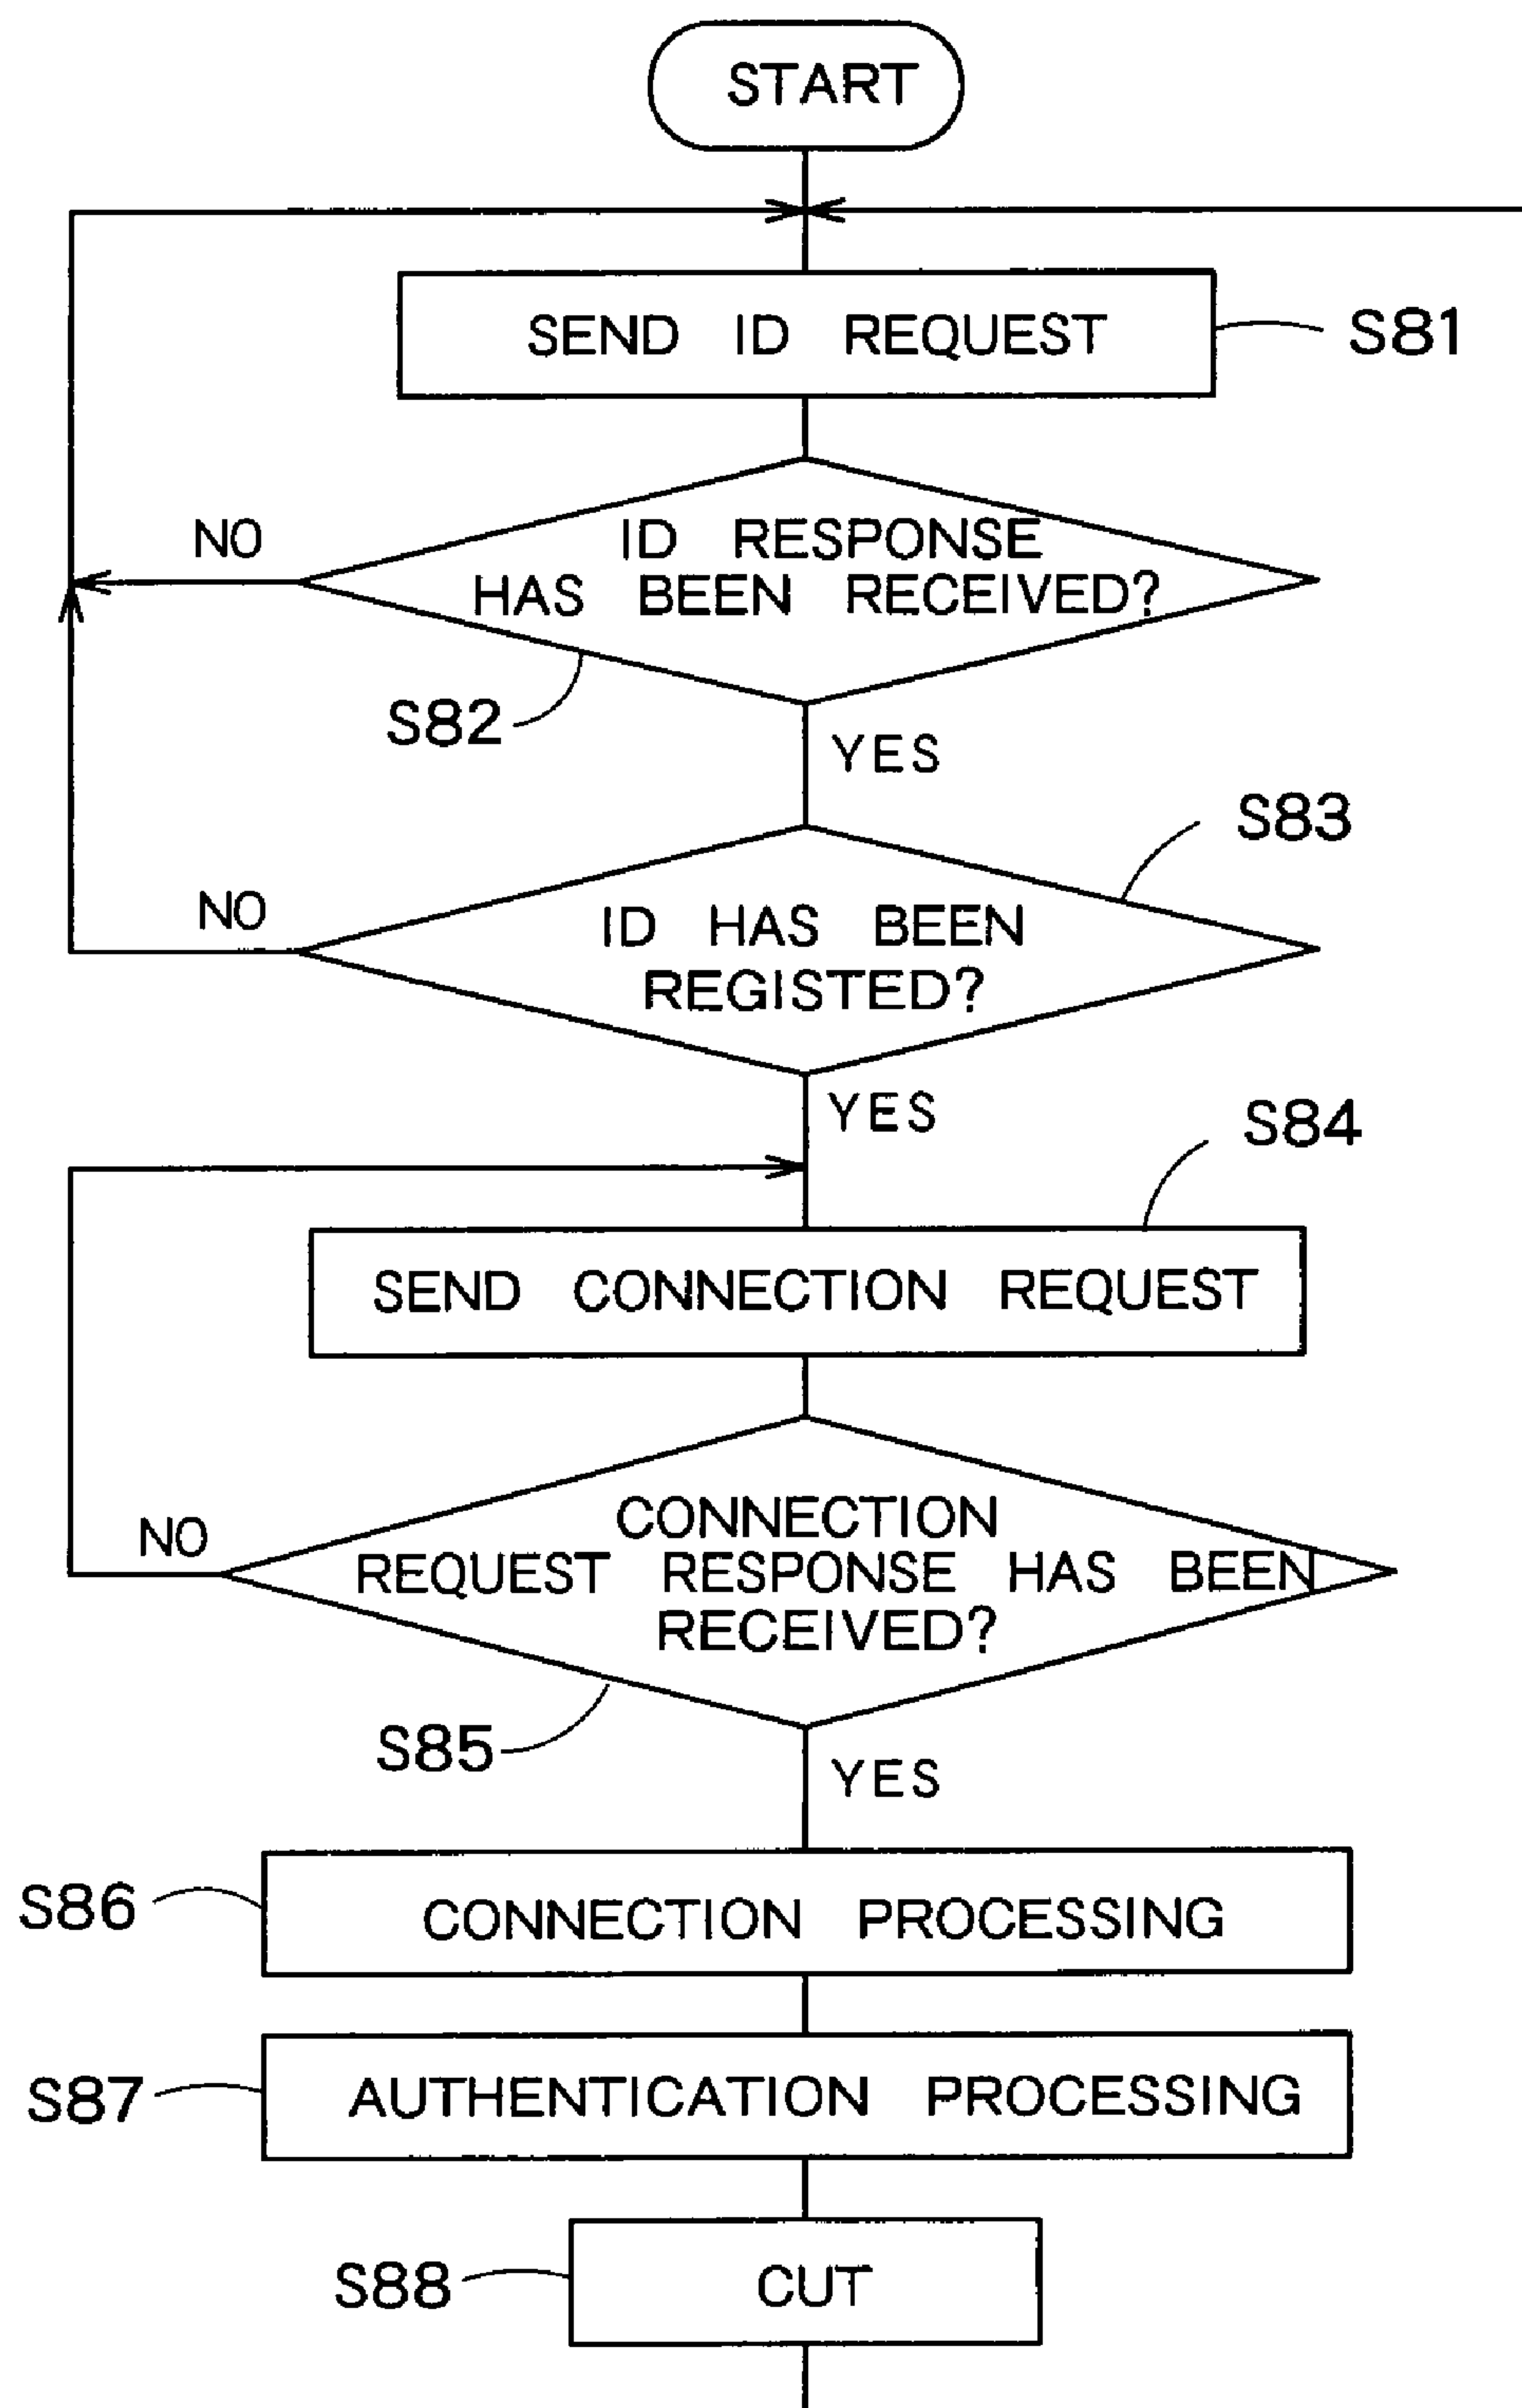 START
SEND ID REQUEST
S81
ID RESPONSE
HAS BEEN RECEIVED?
NO
S82
YES
S83
ID HAS BEEN
REGISTED?
NO
YES
S84
SEND CONNECTION REQUEST
CONNECTION
REQUEST RESPONSE HAS BEEN
RECEIVED?
NO
S85
YES
S86
CONNECTION PROCESSING
S87
AUTHENTICATION PROCESSING
S88
CUT